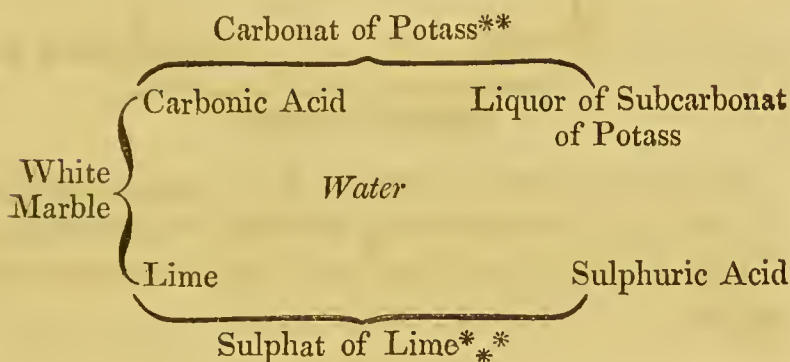 Carbonat of Potass**
Carbonic Acid Liquor of Subcarbonat
of Potass
White
Marble
Water
Lime Sulphuric Acid
Sulphat of Lime***